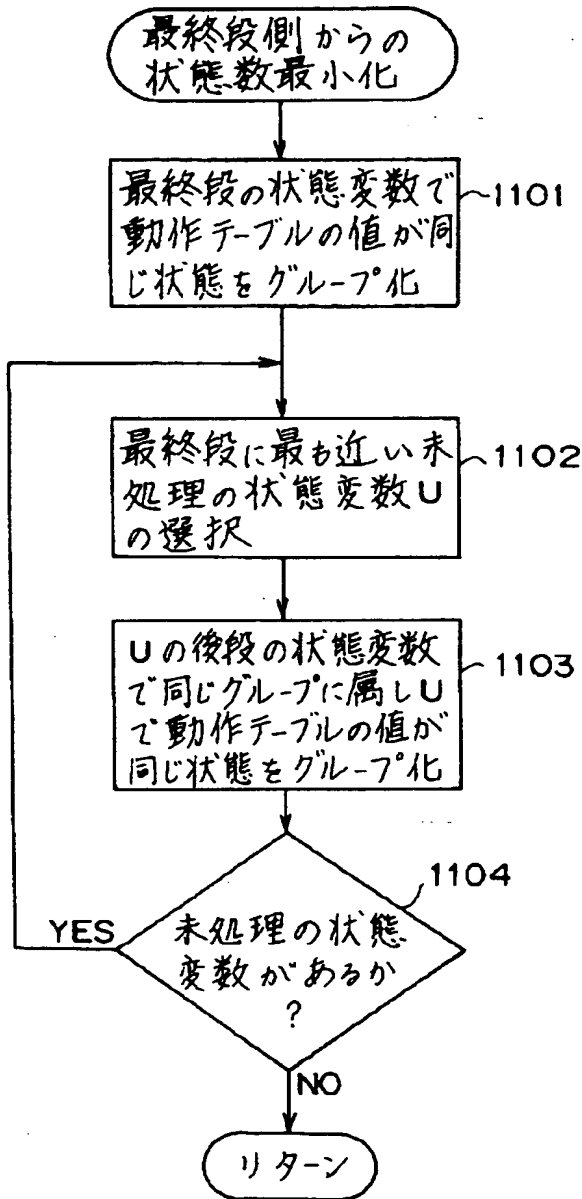 最終段側からの
状態数最小化
最終段の状態変数で
動作テーブルの値が同
じ状態をグループ化
1101
最終段に最も近い未
処理の状態変数U
の選択
1102
Uの後段の状態変数
で同じグループに属しU
で動作テーブルの値が
同じ状態をグループ化
1103
1104
未処理の状態
変数があるか
?
YES
NO
リターン